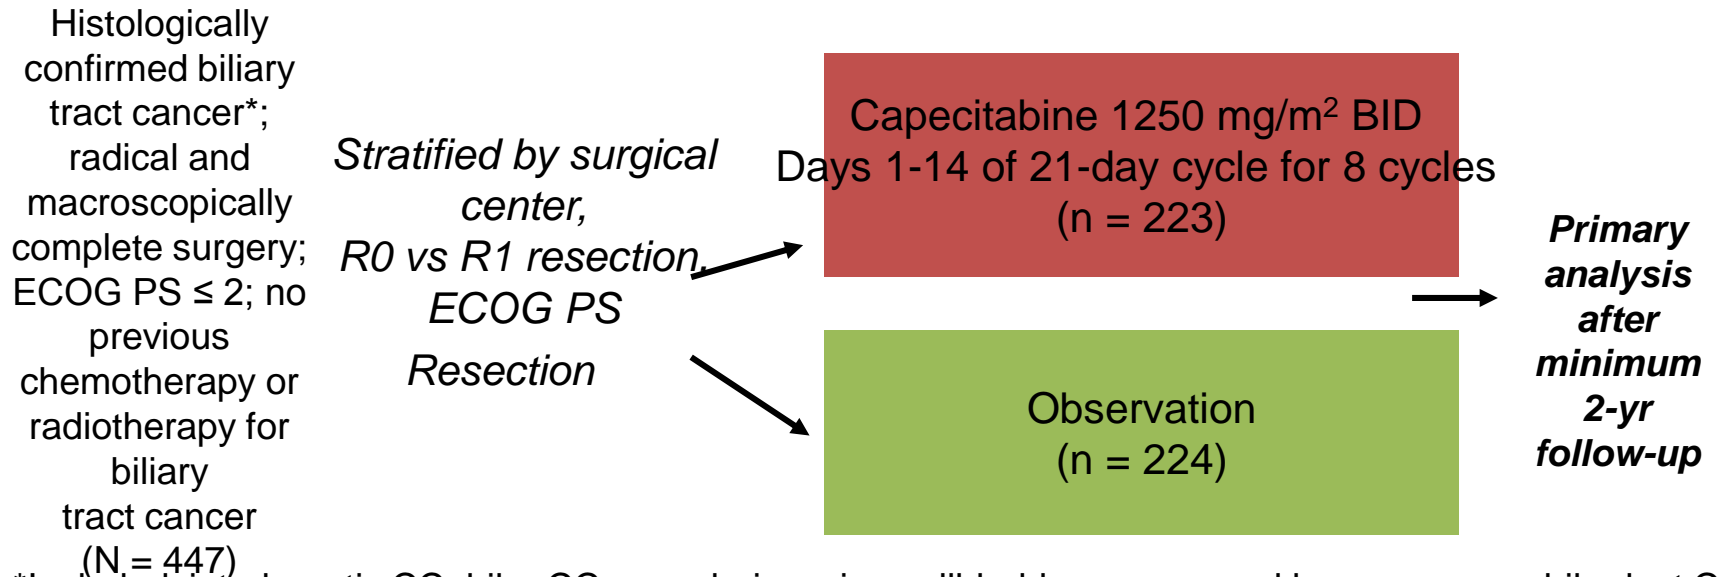 Histologically
confirmed biliary
tract cancer*;
radical and
macroscopically
complete surgery;
ECOG PS ≤ 2; no
previous
chemotherapy or
radiotherapy for
biliary
tract cancer
(N = 447)
Stratified by surgical
center,
R0 vs R1 resection,
ECOG PS
Resection
Capecitabine 1250 mg/m² BID
Days 1-14 of 21-day cycle for 8 cycles
(n = 223)
Observation
(n = 224)
Primary
analysis
after
minimum
2-yr
follow-up